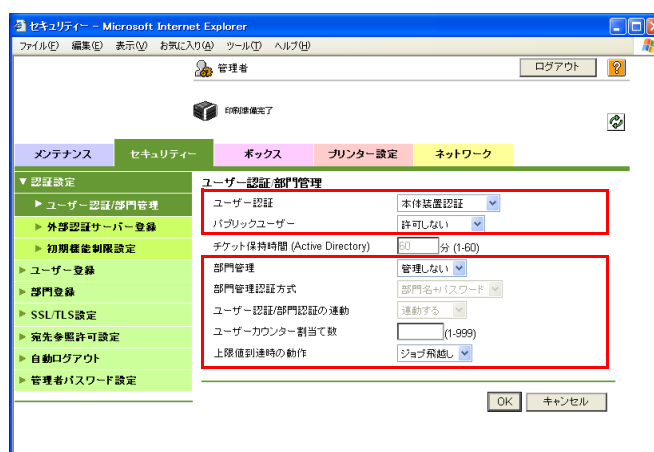 セキュリティー - Microsoft Internet Explorer
ファイル(F) 編集(E) 表示(V) お気に入り(A) ツール(T) ヘルプ(H)
管理者
ログアウト
?
印刷準備完了
メンテナンス セキュリティー ボックス プリンター設定 ネットワーク
▼認証設定
▶ユーザー認証/部門管理
▶外部認証サーバー登録
▶初期機能制限設定
▶ユーザー登録
▶部門登録
▶SSL/TLS設定
▶宛先参照許可設定
▶自動ログアウト
▶管理者パスワード設定
ユーザー認証/部門管理
ユーザー認証 本体装置認証
パブリックユーザー 許可しない
チケット保持時間 (Active Directory) 60 分 (1-60)
部門管理 管理しない
部門管理認証方式 部門名+パスワード
ユーザー認証/部門認証の連動 連動する
ユーザーカウンター割当て数 (1-999)
上限値到達時の動作 ジョブ飛越し
OK キャンセル